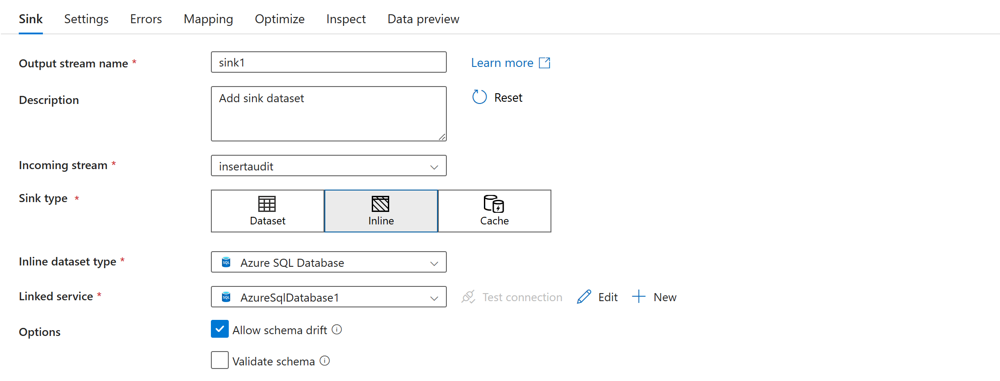 Sink Settings Errors Mapping Optimize Inspect Data preview
Output stream name * sink1 Learn more
Description Add sink dataset Reset
Incoming stream * insertaudit
Sink type *
Dataset Inline Cache
Inline dataset type * SQL Azure SQL Database
Linked service * SQL AzureSqlDatabase1 Test connection Edit New
Options Allow schema drift
Validate schema